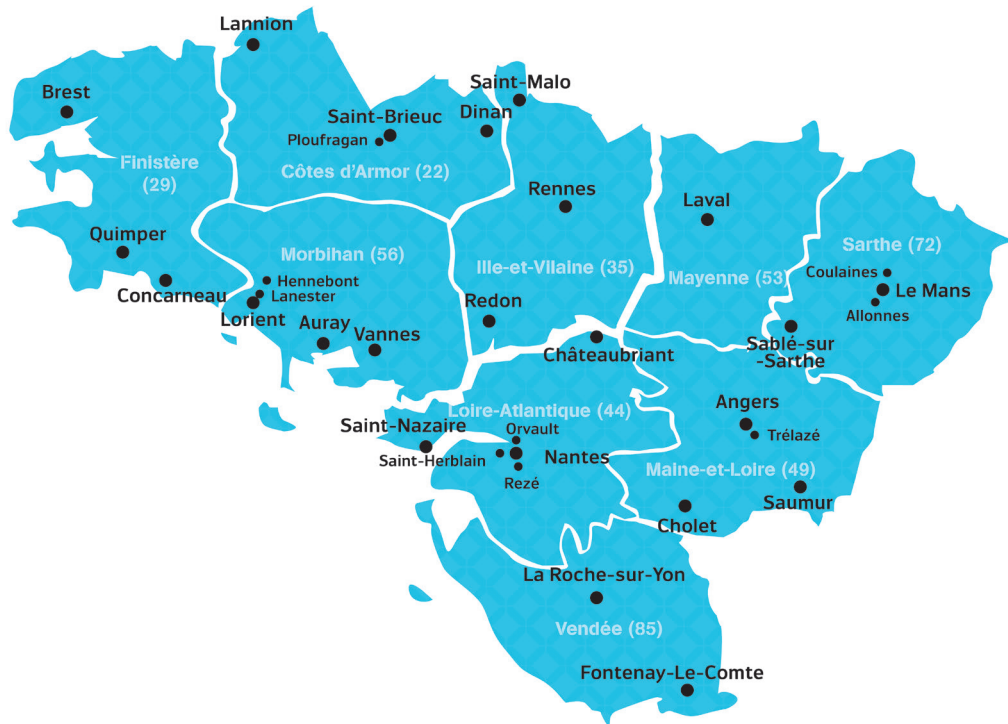 Lannion
Saint-Malo
Brest
Saint-Brieuc
Dinan
Ploufragan
Finistère
(29)
Côtes d'Armor (22)
Rennes
Laval
Quimper
Morbihan (56)
Ille-et-Vilaine (35)
Mayenne (53)
Sarthe (72)
Coulaines
Hennebont
Lanester
Concarneau
Lorient
Redon
Le Mans
Allonnes
Auray
Vannes
Châteaubriant
Sablé-sur
-Sarthe
Loire-Atlantique (44)
Angers
Saint-Nazaire
Orvault
Trélazé
Saint-Herblain
Nantes
Rezé
Maine-et-Loire (49)
Saumur
Cholet
La Roche-sur-Yon
Vendée (85)
Fontenay-Le-Comte